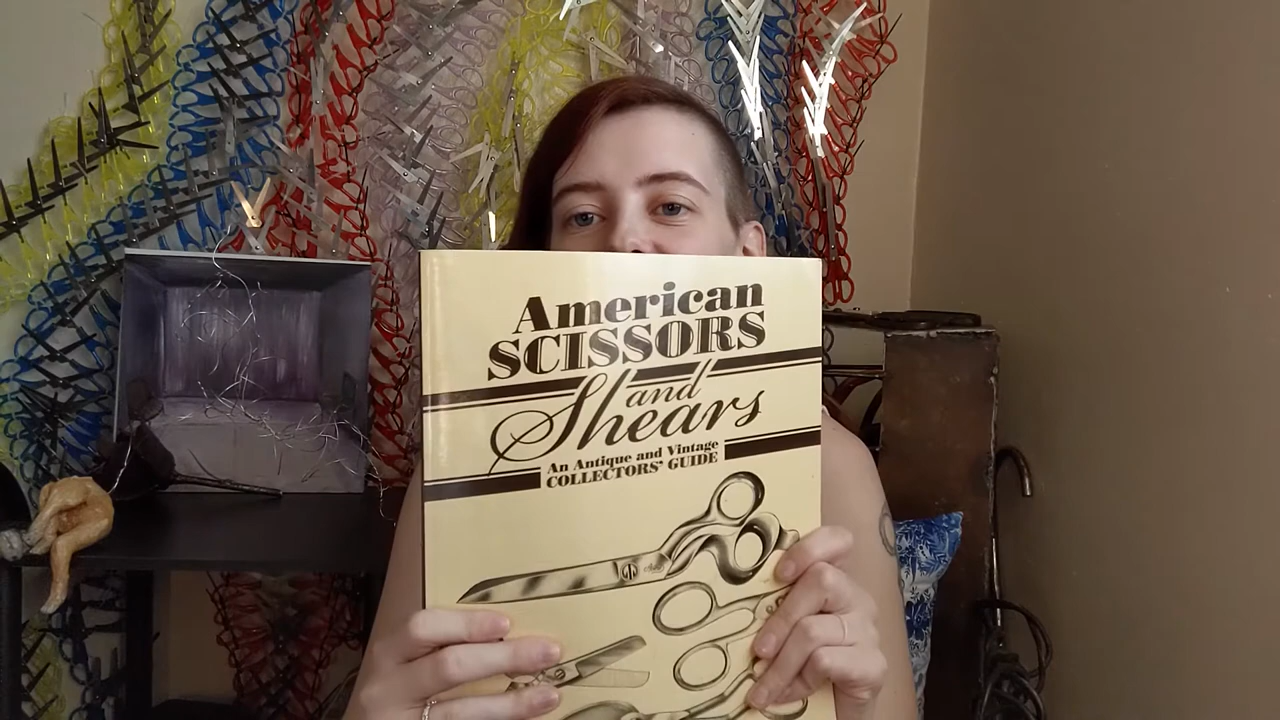 American
SCISSORS
and
Shears
An Antique and Vintage
COLLECTORS' GUIDE